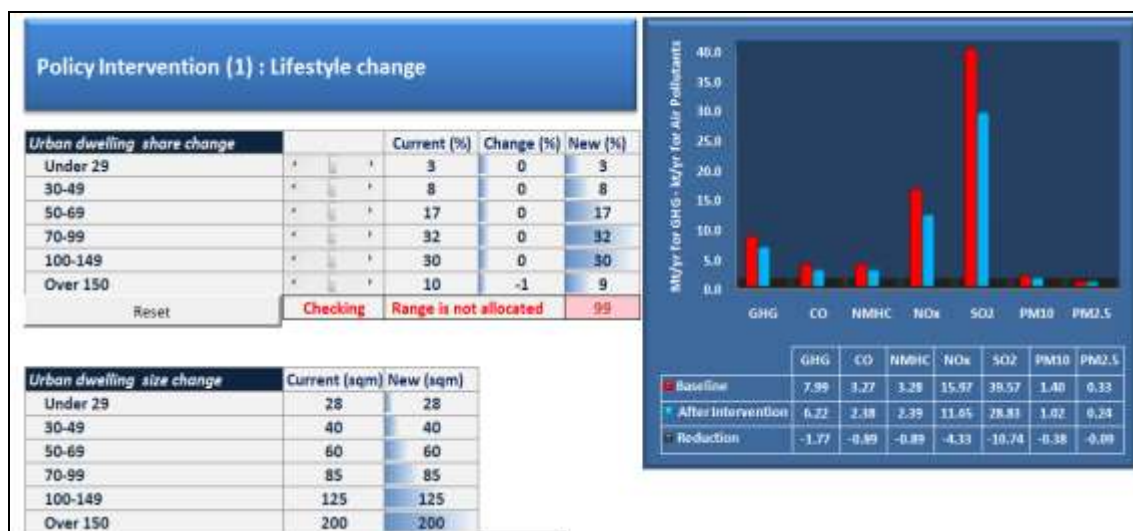 Policy Intervention (1) : Lifestyle change
Urban dwelling share change Current (%) Change (%) New (%)
Under 29 3 0 3
30-49 8 0 8
50-69 17 0 17
70-99 32 0 32
100-149 30 0 30
Over 150 10 -1 9
Reset Checking Range is not allocated 99
Urban dwelling size change Current (sqm) New (sqm)
Under 29 28 28
30-49 40 40
50-69 60 60
70-99 85 85
100-149 125 125
Over 150 200 200
Mt/yr for GHG - kt/yr for Air Pollutants
40.0
35.0
30.0
25.0
20.0
15.0
10.0
5.0
0.0
GHG CO NMHC NOx SO2 PM10 PM2.5
GHG CO NMHC NOx SO2 PM10 PM2.5
Baseline 7.99 3.27 3.28 15.97 39.57 1.40 0.33
After Intervention 6.22 2.38 2.39 11.65 28.83 1.02 0.24
Reduction -1.77 -0.89 -0.89 -4.33 -10.74 -0.38 -0.09